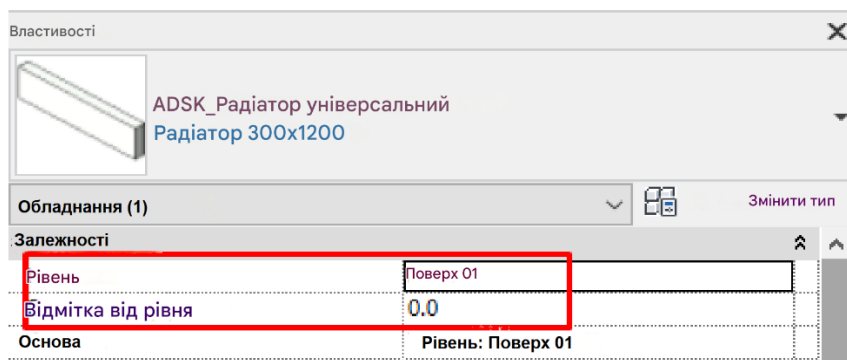 Властивості
ADSK_Радіатор універсальний
Радіатор 300x1200
Обладнання (1)
Змінити тип
Залежності
Рівень
Поверх 01
Відмітка від рівня
0.0
Основа
Рівень: Поверх 01